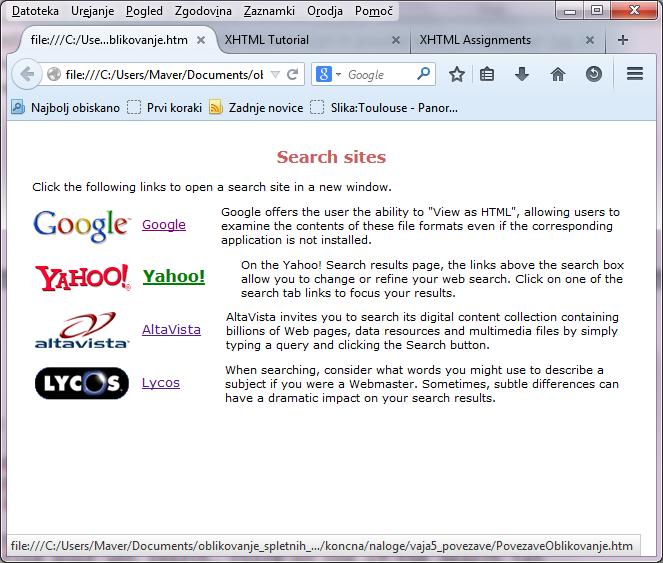 Datoteka Urejanje Pogled Zgodovina Zaznamki Orodja Pomoč
file:///C:/Use...blikovanje.htm XHTML Tutorial XHTML Assignments
file:///C:/Users/Maver/Documents/ob Google
Najbolj obiskano Prvi koraki Zadnje novice Slika:Toulouse - Panor...
Search sites
Click the following links to open a search site in a new window.
Google Google Google offers the user the ability to "View as HTML", allowing users to
examine the contents of these file formats even if the corresponding
application is not installed.
YAHOO! Yahoo! On the Yahoo! Search results page, the links above the search box
allow you to change or refine your web search. Click on one of the
search tab links to focus your results.
altavista AltaVista AltaVista invites you to search its digital content collection containing
billions of Web pages, data resources and multimedia files by simply
typing a query and clicking the Search button.
LYCOS Lycos When searching, consider what words you might use to describe a
subject if you were a Webmaster. Sometimes, subtle differences can
have a dramatic impact on your search results.
file:///C:/Users/Maver/Documents/oblikovanje_spletnih_.../koncna/naloge/vaja5_povezave/PovezaveOblikovanje.htm